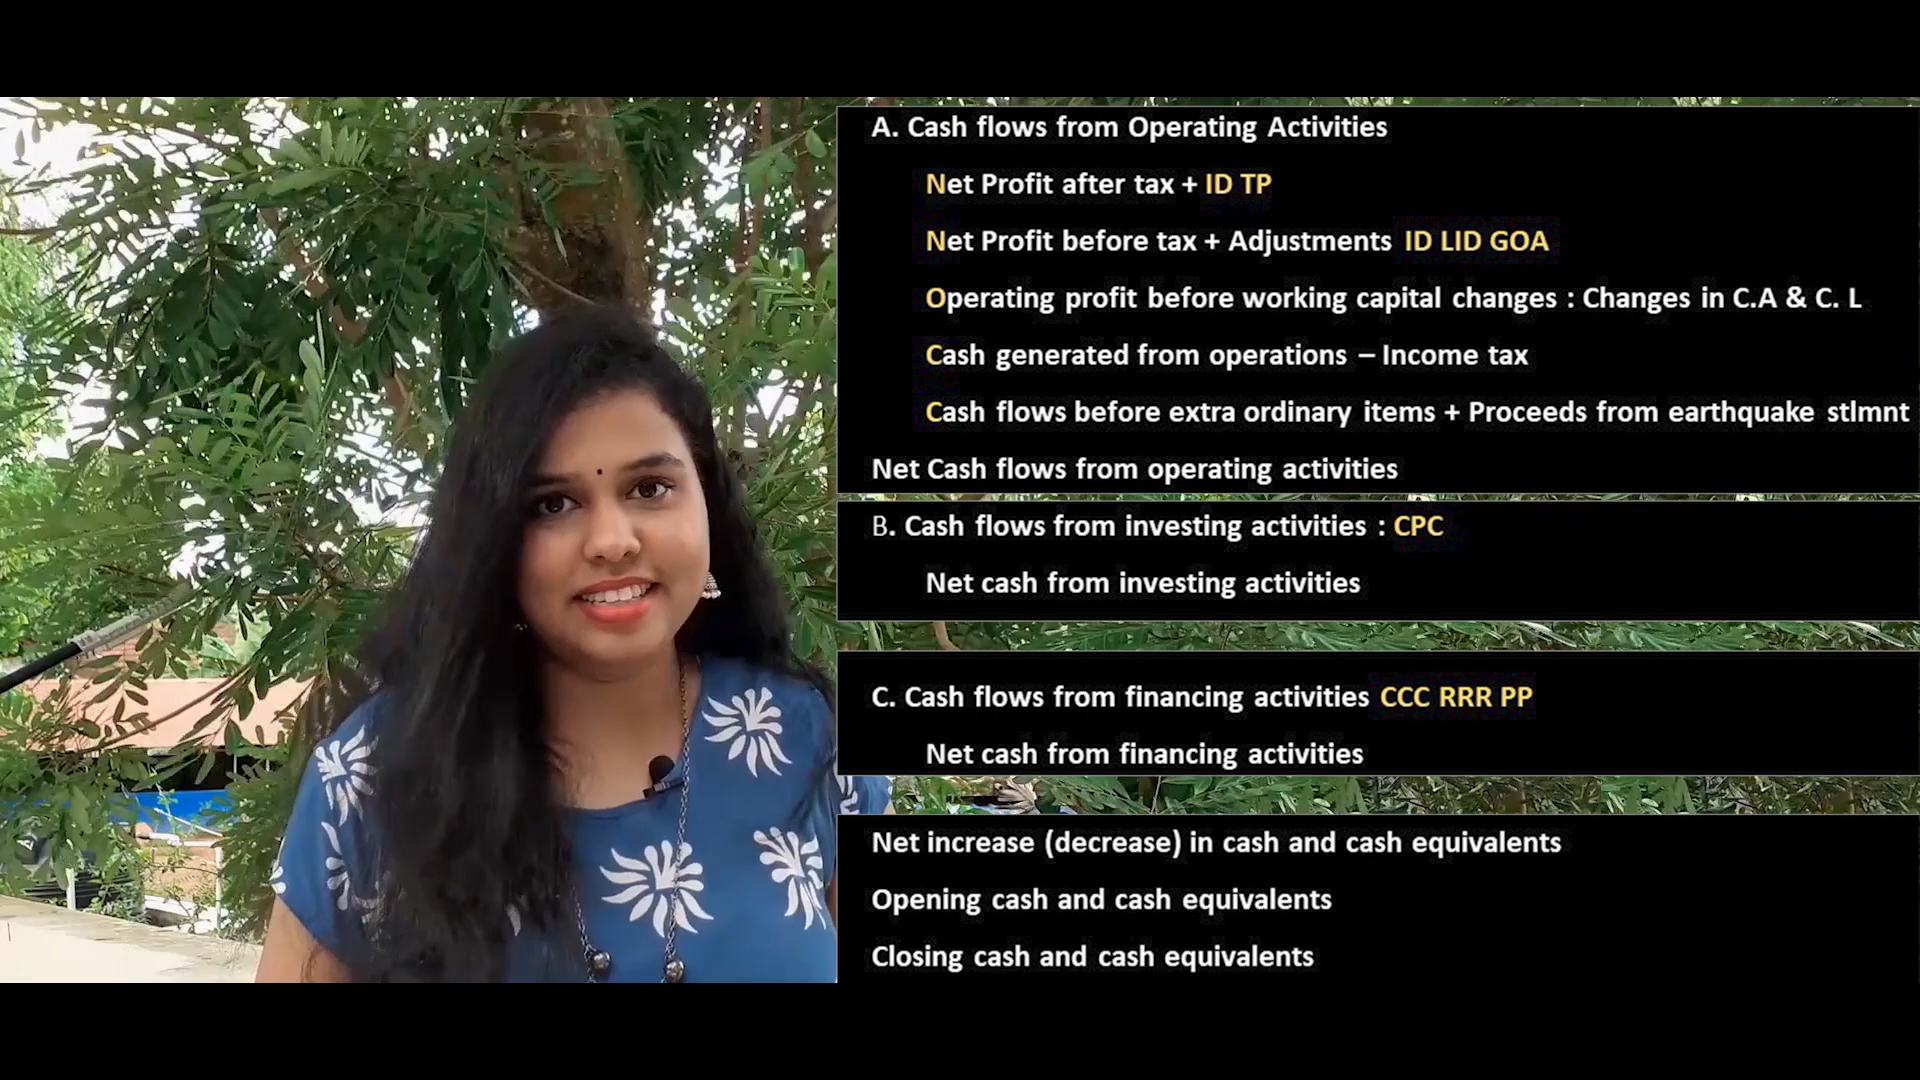 A. Cash flows from Operating Activities
Net Profit after tax + ID TP
Net Profit before tax + Adjustments ID LID GOA
Operating profit before working capital changes : Changes in C.A & C. L
Cash generated from operations – Income tax
Cash flows before extra ordinary items + Proceeds from earthquake stlmnt
Net Cash flows from operating activities
B. Cash flows from investing activities : CPC
Net cash from investing activities
C. Cash flows from financing activities CCC RRR PP
Net cash from financing activities
Net increase (decrease) in cash and cash equivalents
Opening cash and cash equivalents
Closing cash and cash equivalents